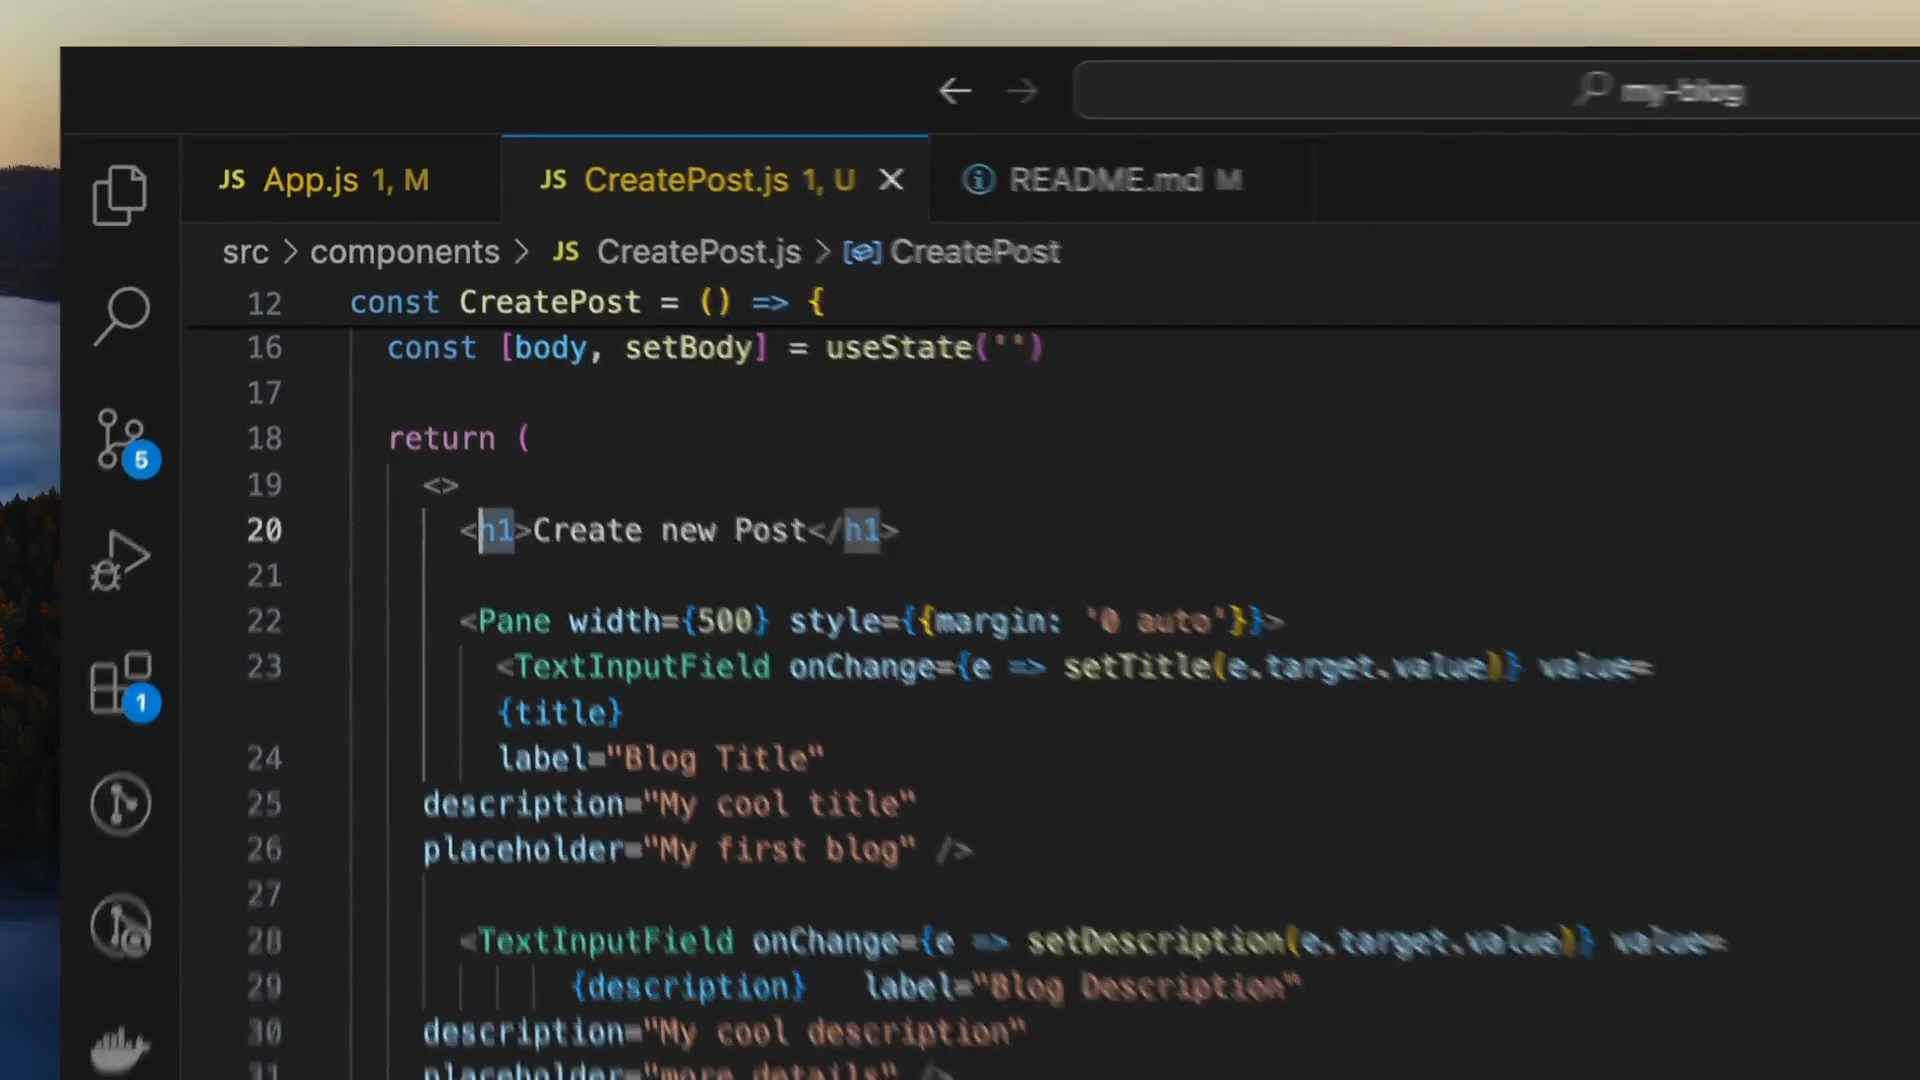 my-blog
JS App.js 1, M
JS CreatePost.js 1, U
README.md M
src > components > JS CreatePost.js > CreatePost
12 const CreatePost = () => {
16 const [body, setBody] = useState('')
17
18 return (
19 <>
20 <h1>Create new Post</h1>
21
22 <Pane width={500} style={{margin: '0 auto'}}>
23 <TextInputField onChange={e => setTitle(e.target.value)} value=
{title}
24 label="Blog Title"
25 description="My cool title"
26 placeholder="My first blog" />
27
28 <TextInputField onChange={e => setDescription(e.target.value)} value=
29 {description} label="Blog Description"
30 description="My cool description"
31 placeholder="more details" />
5
1